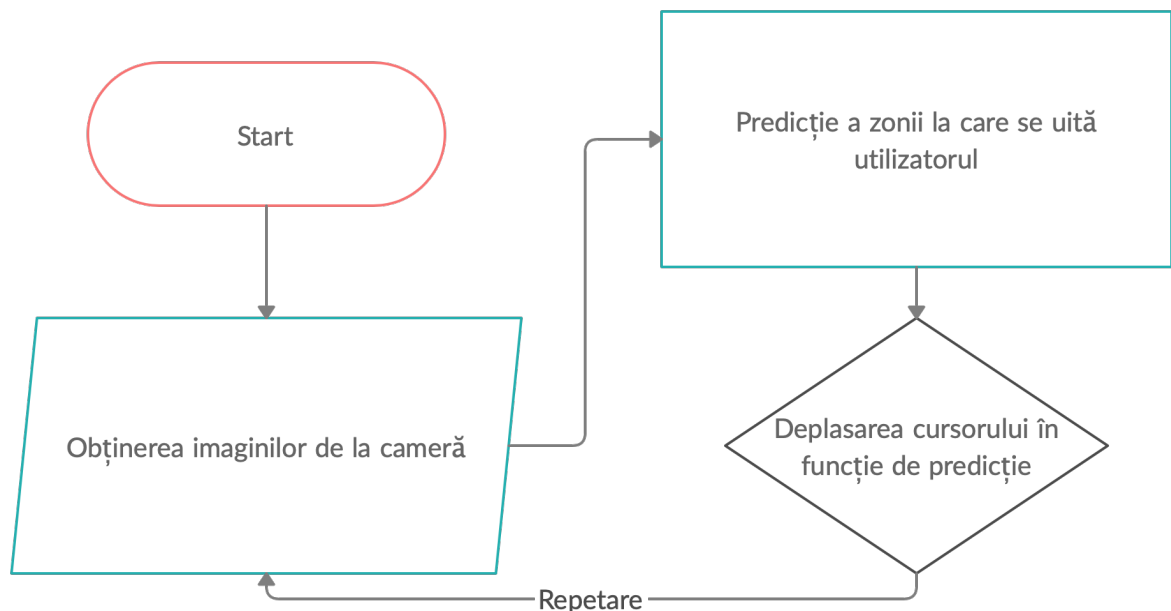 Start
Obținerea imaginilor de la cameră
Predicție a zonii la care se uită
utilizatorul
Deplasarea cursorului în
funcție de predicție
Repetare